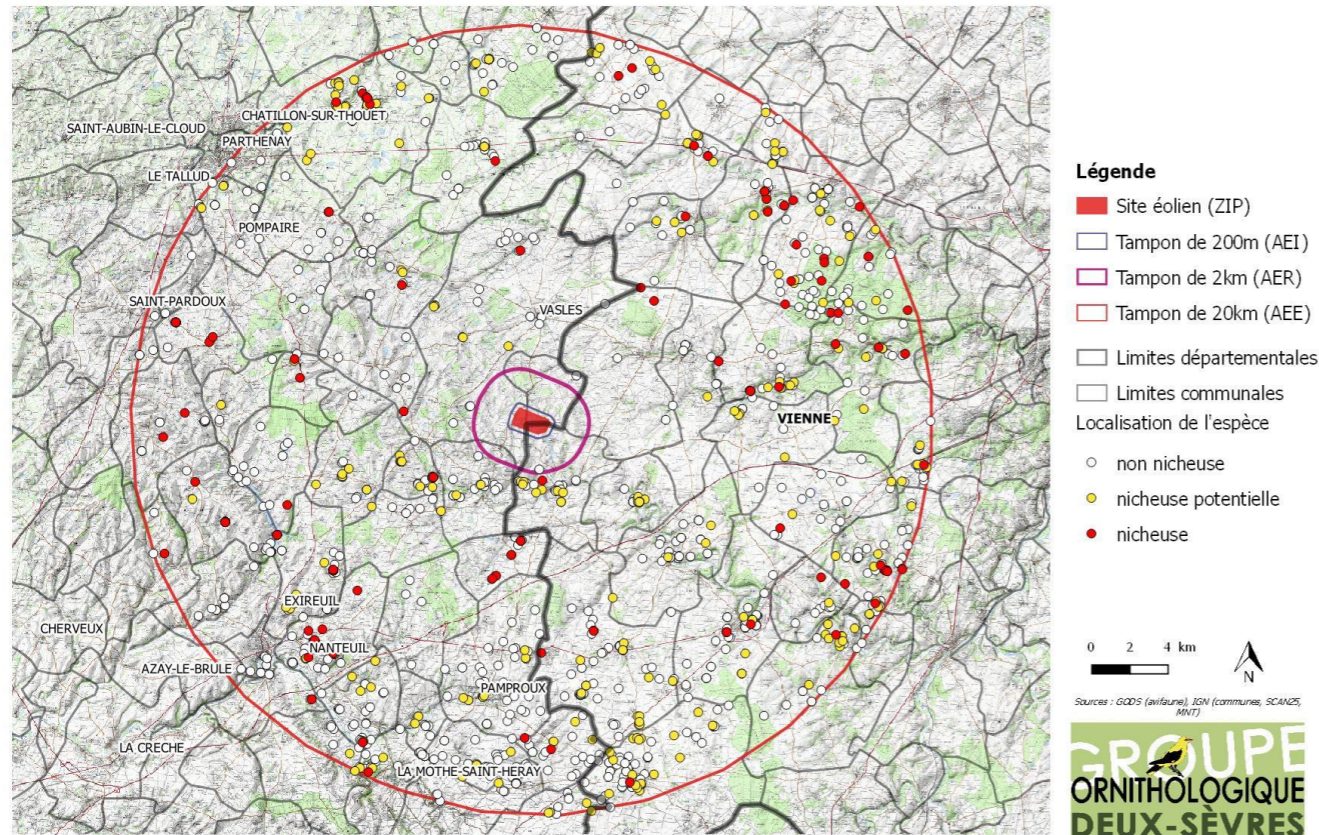 CHATILLON-SUR-THOUET
SAINT-AUBIN-LE-CLOUD
PARTHENAY
LE TALLUD
POMPAIRE
SAINT-PARDOUX
VASLES
VIENNE
EXIREUIL
CHERVEUX
NANTEUIL
AZAY-LE-BRULE
PAMPROUX
LA CRECHE
LA MOTHE-SAINT-HERAY
Légende
Site éolien (ZIP)
Tampon de 200m (AEI)
Tampon de 2km (AER)
Tampon de 20km (AEE)
Limites départementales
Limites communales
Localisation de l'espèce
non nicheuse
nicheuse potentielle
nicheuse
0 2 4 km
N
Sources : GODS (avifaune), IGN (communes, SCAN25,
MNT)
GROUPE
ORNITHOLOGIQUE
DEUX-SÈVRES